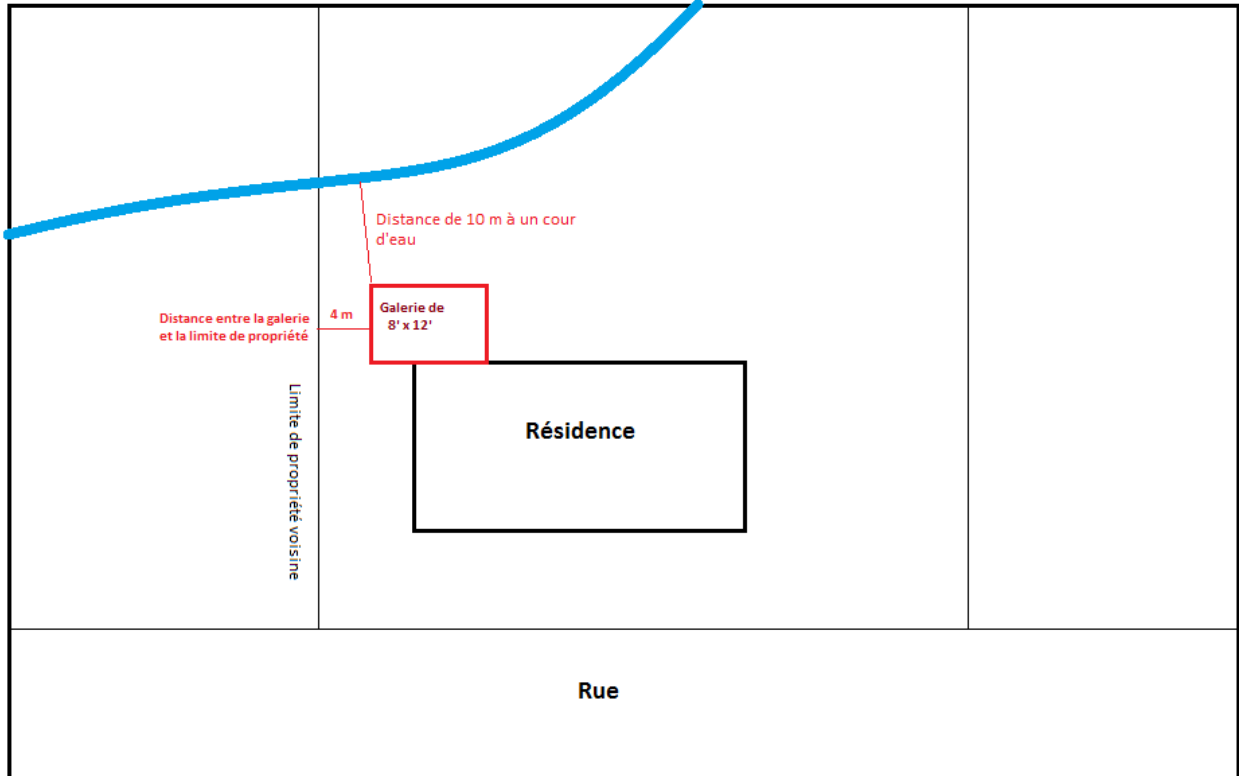 Distance de 10 m à un cour
d'eau
Galerie de
8' x 12'
4 m
Distance entre la galerie
et la limite de propriété
Limite de propriété voisine
Résidence
Rue